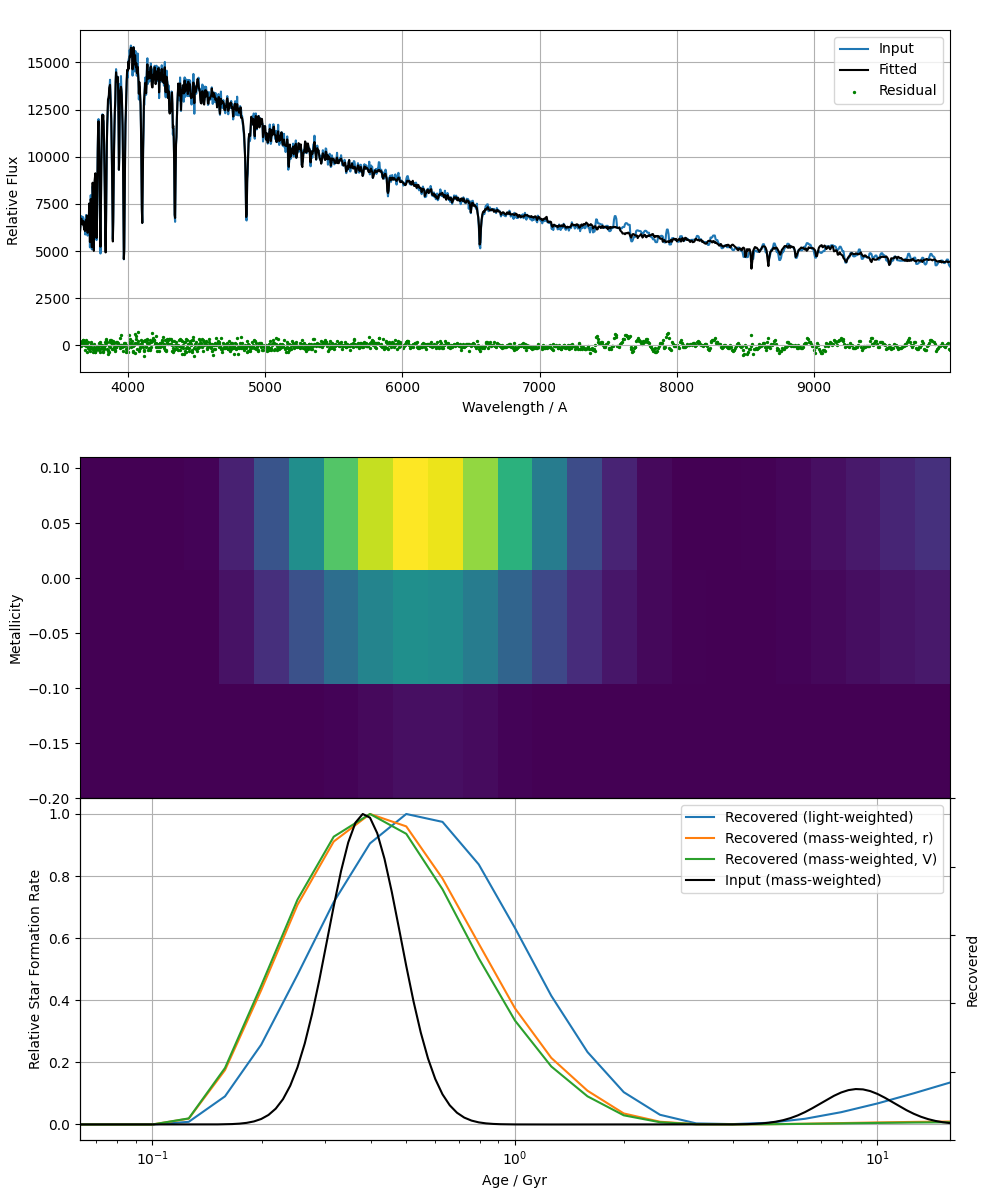 15000
12500
10000
7500
5000
2500
0
Relative Flux
Input
Fitted
Residual
4000 5000 6000 7000 8000 9000
Wavelength / A
0.10
0.05
0.00
−0.05
−0.10
−0.15
−0.20
Metallicity
1.0
0.8
0.6
0.4
0.2
0.0
Relative Star Formation Rate
Recovered (light-weighted)
Recovered (mass-weighted, r)
Recovered (mass-weighted, V)
Input (mass-weighted)
Recovered
10⁻¹ 10⁰ 10¹
Age / Gyr